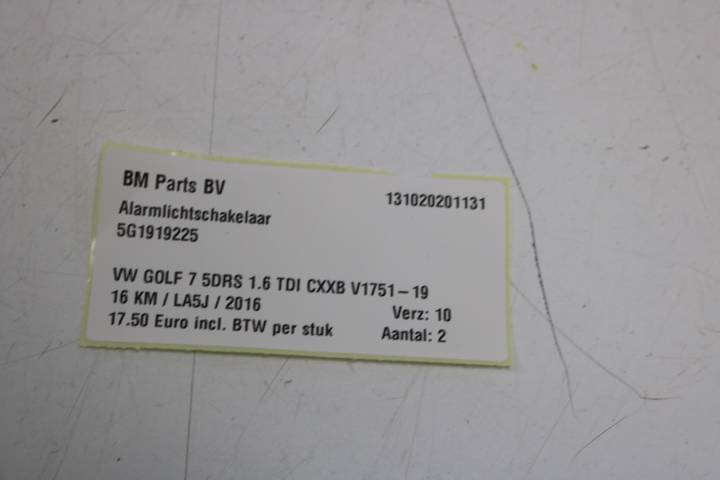 BM Parts BV
131020201131
Alarmlichtschakelaar
5G1919225
VW GOLF 7 5DRS 1.6 TDI CXXB V1751-19
16 KM / LA5J / 2016
Verz: 10
17.50 Euro incl. BTW per stuk
Aantal: 2